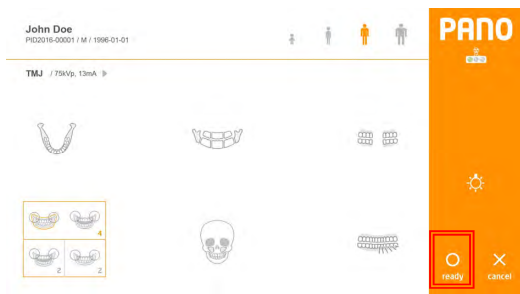 John Doe
PID2016-00001 / M / 1996-01-01
PANO
TMJ / 75kVp, 13mA
4
2 2
ready cancel